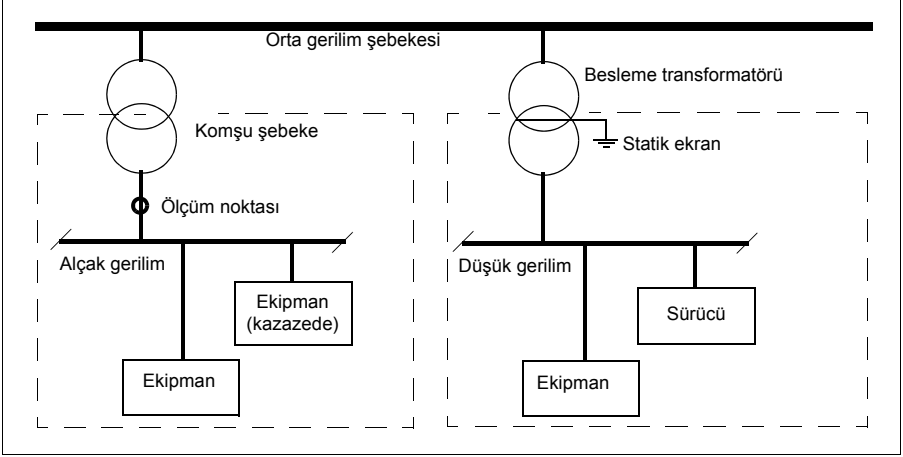 Orta gerilim şebekesi
Besleme transformatörü
Komşu şebeke
Statik ekran
Ölçüm noktası
Alçak gerilim
Ekipman
(kazazede)
Ekipman
Düşük gerilim
Sürücü
Ekipman